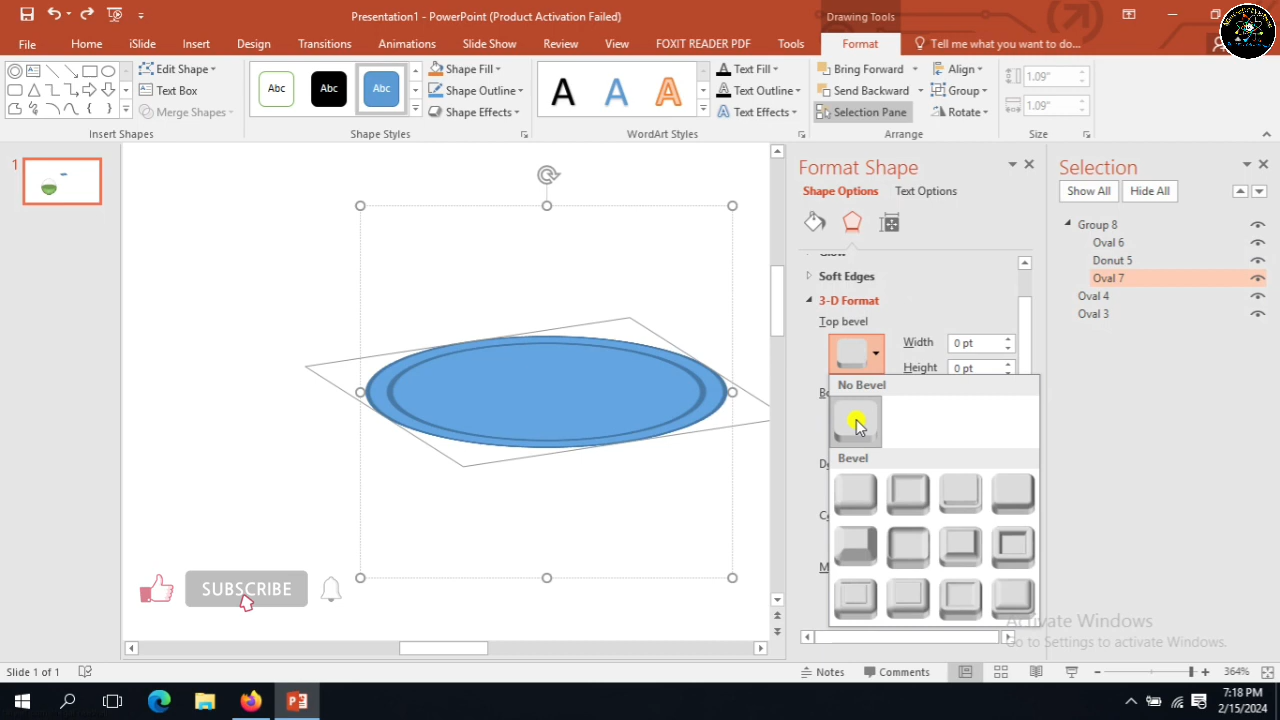 Presentation1 - PowerPoint (Product Activation Failed)
Drawing Tools
File Home iSlide Insert Design Transitions Animations Slide Show Review View FOXIT READER PDF Tools Format Tell me what you want to do...
Edit Shape
Text Box
Merge Shapes
Insert Shapes
Abc Abc Abc
Shape Fill
Shape Outline
Shape Effects
Shape Styles
A A A
Text Fill
Text Outline
Text Effects
WordArt Styles
Bring Forward
Send Backward
Selection Pane
Align
Group
Rotate
Arrange
1.09"
1.09"
Size
1
Format Shape
Shape Options Text Options
Soft Edges
3-D Format
Top bevel
Width 0 pt
Height 0 pt
No Bevel
Bevel
Selection
Show All Hide All
Group 8
Oval 6
Donut 5
Oval 7
Oval 4
Oval 3
SUBSCRIBE
Activate Windows
Go to Settings to activate Windows.
Slide 1 of 1
Notes Comments
364%
7:18 PM
2/15/2024